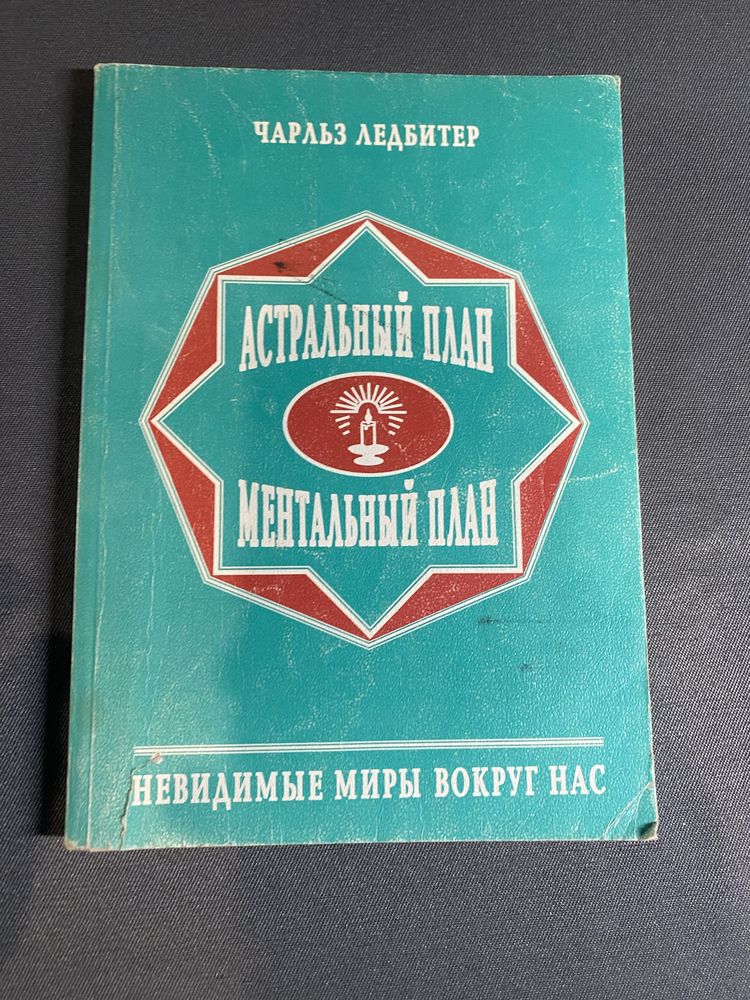 ЧАРЛЬЗ ЛЕДБИТЕР
АСТРАЛЬНЫЙ ПЛАН
МЕНТАЛЬНЫЙ ПЛАН
НЕВИДИМЫЕ МИРЫ ВОКРУГ НАС